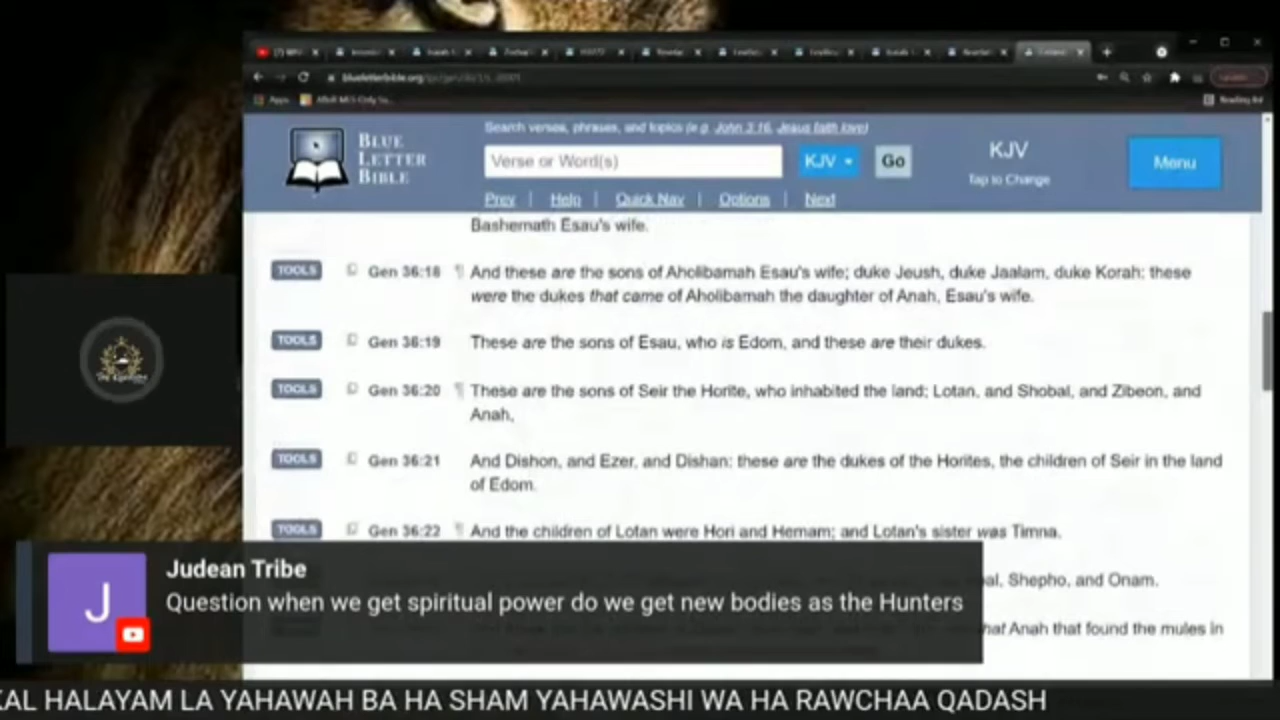 blueletterbible.org
Apps
BLUE
LETTER
BIBLE
Search verses, phrases, and topics (e.g. John 3:16, Jesus faith love)
Verse or Word(s)
KJV
Go
KJV
Tap to Change
Menu
Prev | Help | Quick Nav | Options | Next
Bashemath Esau's wife.
TOOLS Gen 36:18 ¶ And these are the sons of Aholibamah Esau's wife; duke Jeush, duke Jaalam, duke Korah: these
were the dukes that came of Aholibamah the daughter of Anah, Esau's wife.
TOOLS Gen 36:19 These are the sons of Esau, who is Edom, and these are their dukes.
TOOLS Gen 36:20 ¶ These are the sons of Seir the Horite, who inhabited the land; Lotan, and Shobal, and Zibeon, and
Anah,
TOOLS Gen 36:21 And Dishon, and Ezer, and Dishan: these are the dukes of the Horites, the children of Seir in the land
of Edom.
TOOLS Gen 36:22 ¶ And the children of Lotan were Hori and Hemam; and Lotan's sister was Timna.
Shepho, and Onam.
Anah that found the mules in
J
Judean Tribe
Question when we get spiritual power do we get new bodies as the Hunters
KAL HALAYAM LA YAHAWAH BA HA SHAM YAHAWASHI WA HA RAWCHAA QADASH